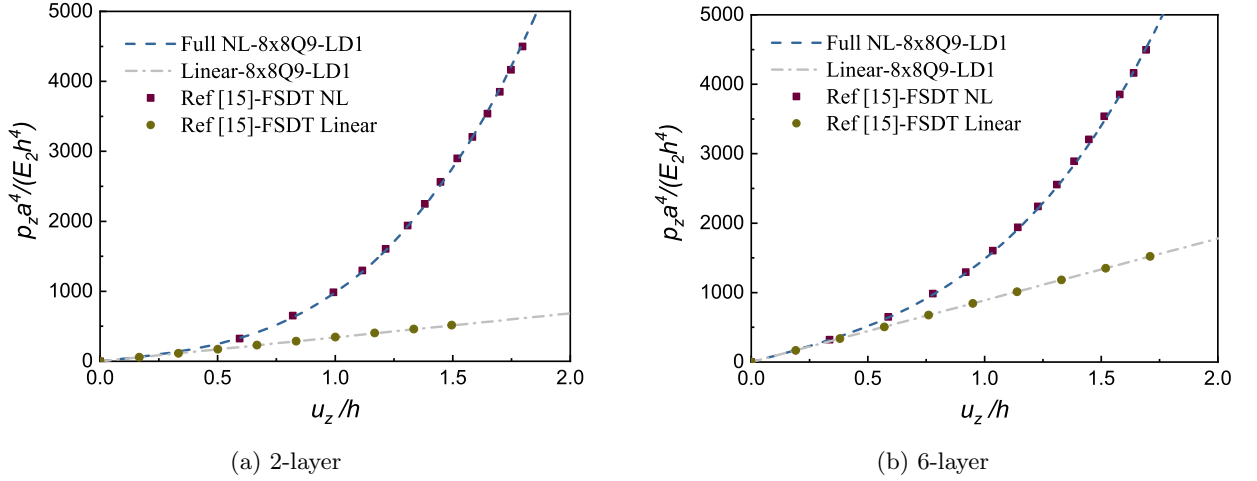 5000
4000
3000
2000
1000
0
0.0
0.5
1.0
1.5
2.0
p_z a^4/(E_2h^4)
u_z /h
Full NL-8x8Q9-LD1
Linear-8x8Q9-LD1
Ref [15]-FSDT NL
Ref [15]-FSDT Linear
(a) 2-layer
5000
4000
3000
2000
1000
0
0.0
0.5
1.0
1.5
2.0
p_z a^4/(E_2h^4)
u_z /h
Full NL-8x8Q9-LD1
Linear-8x8Q9-LD1
Ref [15]-FSDT NL
Ref [15]-FSDT Linear
(b) 6-layer